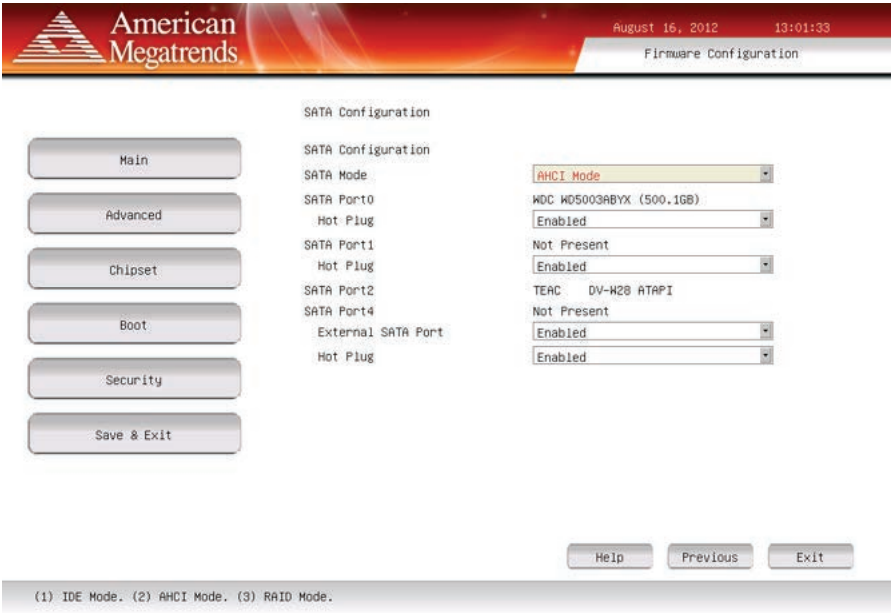 American
Megatrends
August 16, 2012 13:01:33
Firmware Configuration
SATA Configuration
Main
Advanced
Chipset
Boot
Security
Save & Exit
SATA Configuration
SATA Mode AHCI Mode
SATA Port0 WDC WD5003ABYX (500.1GB)
Hot Plug Enabled
SATA Port1 Not Present
Hot Plug Enabled
SATA Port2 TEAC DV-W28 ATAPI
SATA Port4 Not Present
External SATA Port Enabled
Hot Plug Enabled
Help Previous Exit
(1) IDE Mode. (2) AHCI Mode. (3) RAID Mode.